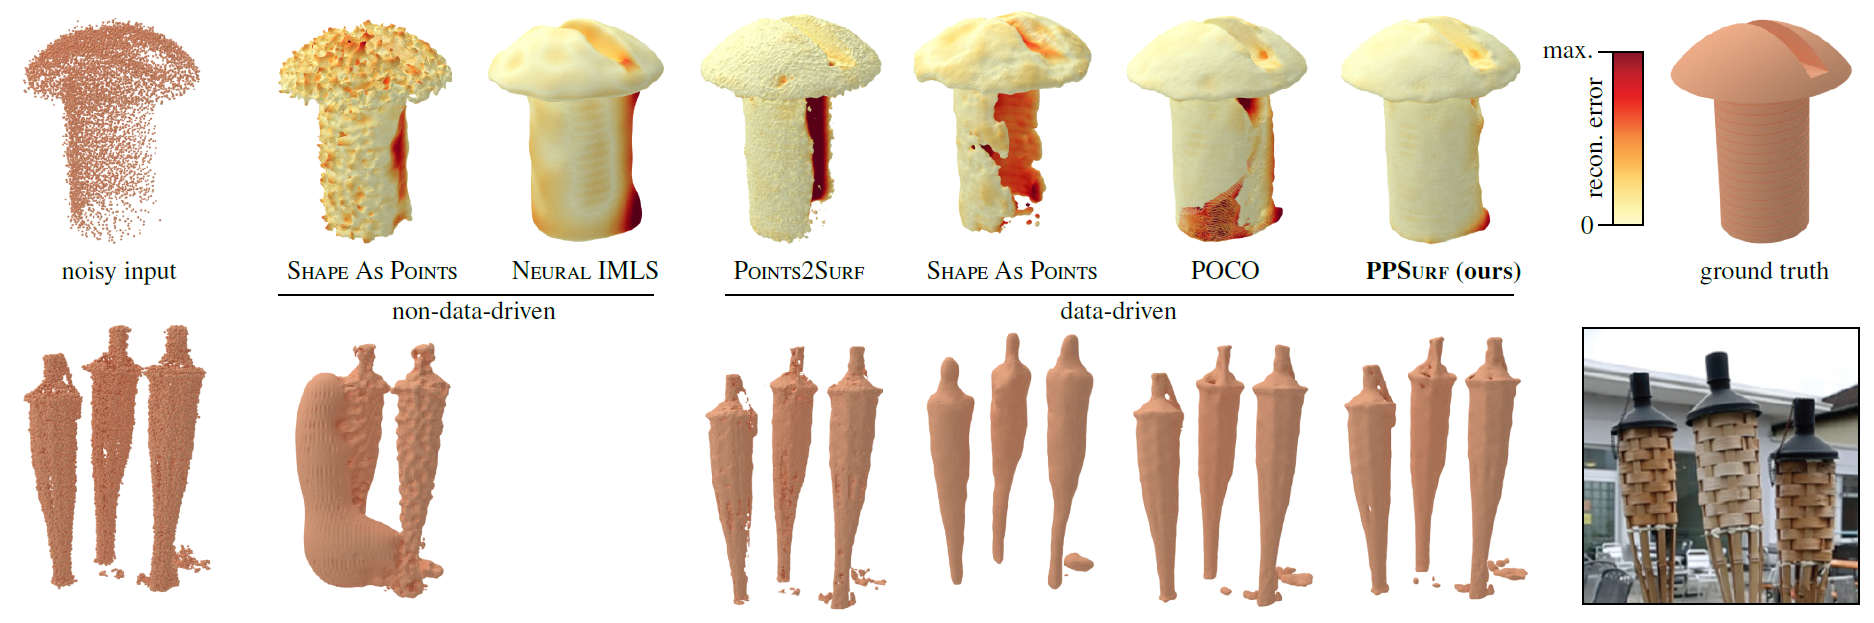 max.
recon. error
0
noisy input
SHAPE AS POINTS
NEURAL IMLS
POINTS2SURF
SHAPE AS POINTS
POCO
PPSURF (ours)
ground truth
non-data-driven
data-driven